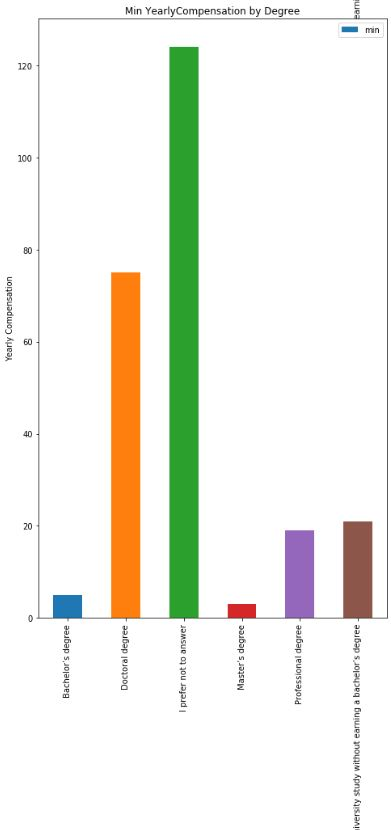 Min YearlyCompensation by Degree
min
120
100
80
60
40
20
0
Yearly Compensation
Bachelor's degree
Doctoral degree
I prefer not to answer
Master's degree
Professional degree
study without earning a bachelor's degree